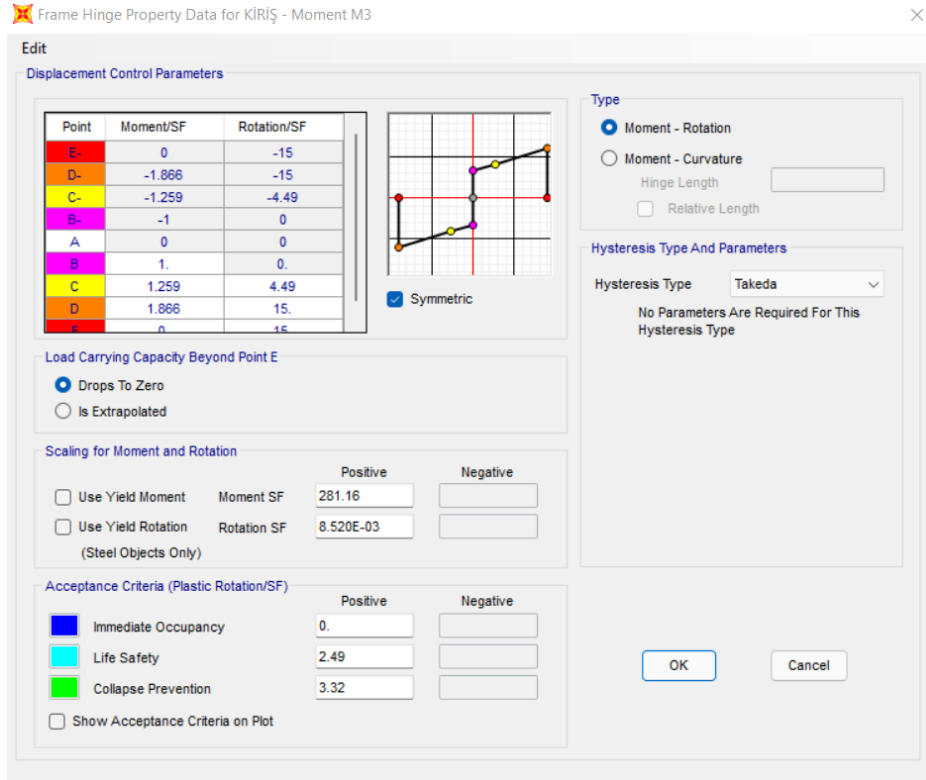 Frame Hinge Property Data for KİRİŞ - Moment M3
Edit
Displacement Control Parameters
Point Moment/SF Rotation/SF
E- 0 -15
D- -1.866 -15
C- -1.259 -4.49
B- -1 0
A 0 0
B 1. 0.
C 1.259 4.49
D 1.866 15.
E 0 15
Symmetric
Load Carrying Capacity Beyond Point E
Drops To Zero
Is Extrapolated
Scaling for Moment and Rotation
Positive Negative
Use Yield Moment Moment SF 281.16
Use Yield Rotation Rotation SF 8.520E-03
(Steel Objects Only)
Acceptance Criteria (Plastic Rotation/SF)
Positive Negative
Immediate Occupancy 0.
Life Safety 2.49
Collapse Prevention 3.32
Show Acceptance Criteria on Plot
Type
Moment - Rotation
Moment - Curvature
Hinge Length
Relative Length
Hysteresis Type And Parameters
Hysteresis Type Takeda
No Parameters Are Required For This
Hysteresis Type
OK Cancel